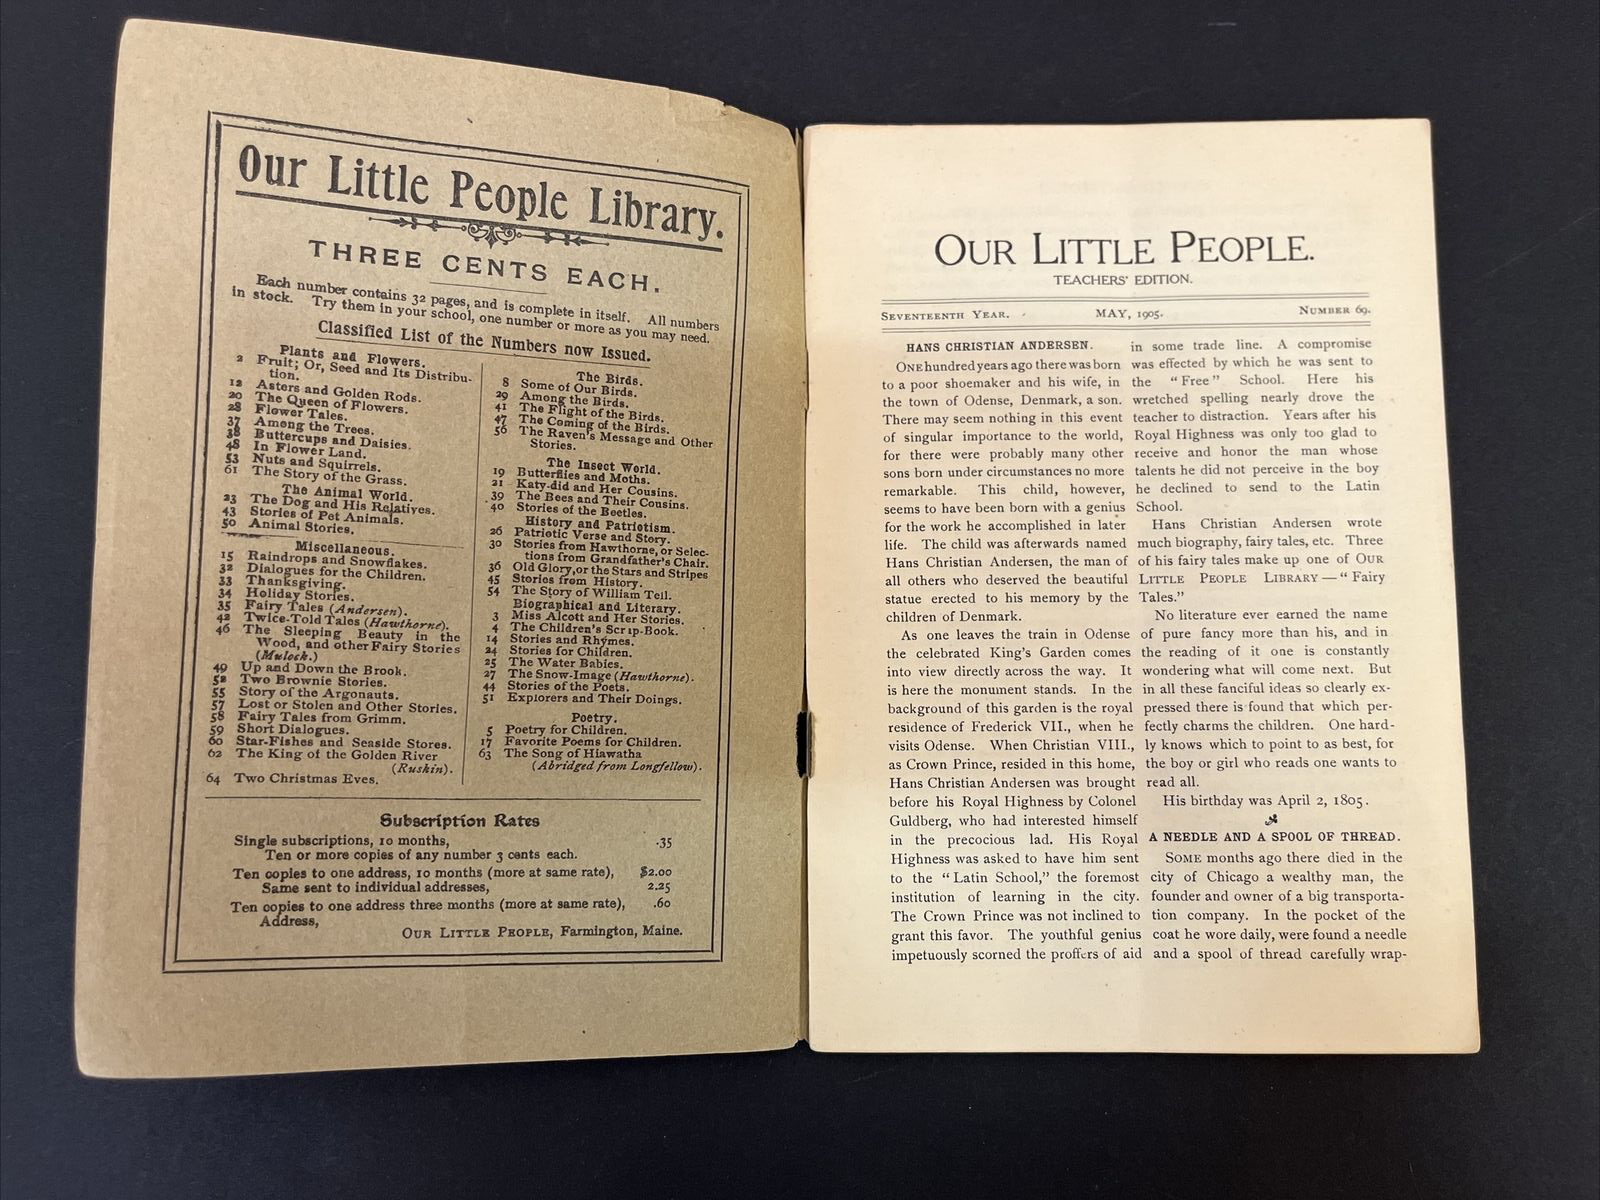 Our Little People Library.
THREE CENTS EACH.
Each number contains 32 pages, and is complete in itself. All numbers
in stock. Try them in your school, one number or more as you may need.
Classified List of the Numbers now Issued.
Plants and Flowers.
2 Fruit; Or, Seed and Its Distribu-
tion.
12 Asters and Golden Rods.
20 The Queen of Flowers.
28 Flower Tales.
37 Among the Trees.
38 Buttercups and Daisies.
48 In Flower Land.
53 Nuts and Squirrels.
61 The Story of the Grass.
The Animal World.
23 The Dog and His Relatives.
43 Stories of Pet Animals.
50 Animal Stories.
Miscellaneous.
15 Raindrops and Snowflakes.
32 Dialogues for the Children.
33 Thanksgiving.
34 Holiday Stories.
35 Fairy Tales (Andersen).
42 Twice-Told Tales (Hawthorne).
46 The Sleeping Beauty in the
Wood, and other Fairy Stories
(Mulock.)
49 Up and Down the Brook.
52 Two Brownie Stories.
55 Story of the Argonauts.
57 Lost or Stolen and Other Stories.
58 Fairy Tales from Grimm.
59 Short Dialogues.
60 Star-Fishes and Seaside Stores.
62 The King of the Golden River
(Ruskin).
64 Two Christmas Eves.
The Birds.
8 Some of Our Birds.
29 Among the Birds.
41 The Flight of the Birds.
47 The Coming of the Birds.
56 The Raven's Message and Other
Stories.
The Insect World.
19 Butterflies and Moths.
21 Katy-did and Her Cousins.
39 The Bees and Their Cousins.
40 Stories of the Beetles.
History and Patriotism.
26 Patriotic Verse and Story.
30 Stories from Hawthorne, or Selec-
tions from Grandfather's Chair.
36 Old Glory, or the Stars and Stripes
45 Stories from History.
54 The Story of William Tell.
Biographical and Literary.
3 Miss Alcott and Her Stories.
4 The Children's Scrip-Book.
14 Stories and Rhymes.
24 Stories for Children.
25 The Water Babies.
27 The Snow-Image (Hawthorne).
44 Stories of the Poets.
51 Explorers and Their Doings.
Poetry.
5 Poetry for Children.
17 Favorite Poems for Children.
63 The Song of Hiawatha
(Abridged from Longfellow).
Subscription Rates
Single subscriptions, 10 months, .35
Ten or more copies of any number 3 cents each.
Ten copies to one address, 10 months (more at same rate), $2.00
Same sent to individual addresses, 2.25
Ten copies to one address three months (more at same rate), .60
Address,
OUR LITTLE PEOPLE, Farmington, Maine.
OUR LITTLE PEOPLE.
TEACHERS' EDITION.
SEVENTEENTH YEAR. MAY, 1905. NUMBER 69.
HANS CHRISTIAN ANDERSEN.
ONE hundred years ago there was born
to a poor shoemaker and his wife, in
the town of Odense, Denmark, a son.
There may seem nothing in this event
of singular importance to the world,
for there were probably many other
sons born under circumstances no more
remarkable. This child, however,
seems to have been born with a genius
for the work he accomplished in later
life. The child was afterwards named
Hans Christian Andersen, the man of
all others who deserved the beautiful
statue erected to his memory by the
children of Denmark.
As one leaves the train in Odense
the celebrated King's Garden comes
into view directly across the way. It
is here the monument stands. In the
background of this garden is the royal
residence of Frederick VII., when he
visits Odense. When Christian VIII.,
as Crown Prince, resided in this home,
Hans Christian Andersen was brought
before his Royal Highness by Colonel
Guldberg, who had interested himself
in the precocious lad. His Royal
Highness was asked to have him sent
to the "Latin School," the foremost
institution of learning in the city.
The Crown Prince was not inclined to
grant this favor. The youthful genius
impetuously scorned the proffers of aid
in some trade line. A compromise
was effected by which he was sent to
the "Free" School. Here his
wretched spelling nearly drove the
teacher to distraction. Years after his
Royal Highness was only too glad to
receive and honor the man whose
talents he did not perceive in the boy
he declined to send to the Latin
School.
Hans Christian Andersen wrote
much biography, fairy tales, etc. Three
of his fairy tales make up one of OUR
LITTLE PEOPLE LIBRARY—"Fairy
Tales."
No literature ever earned the name
of pure fancy more than his, and in
the reading of it one is constantly
wondering what will come next. But
in all these fanciful ideas so clearly ex-
pressed there is found that which per-
fectly charms the children. One hard-
ly knows which to point to as best, for
the boy or girl who reads one wants to
read all.
His birthday was April 2, 1805.
A NEEDLE AND A SPOOL OF THREAD.
SOME months ago there died in the
city of Chicago a wealthy man, the
founder and owner of a big transporta-
tion company. In the pocket of the
coat he wore daily, were found a needle
and a spool of thread carefully wrap-